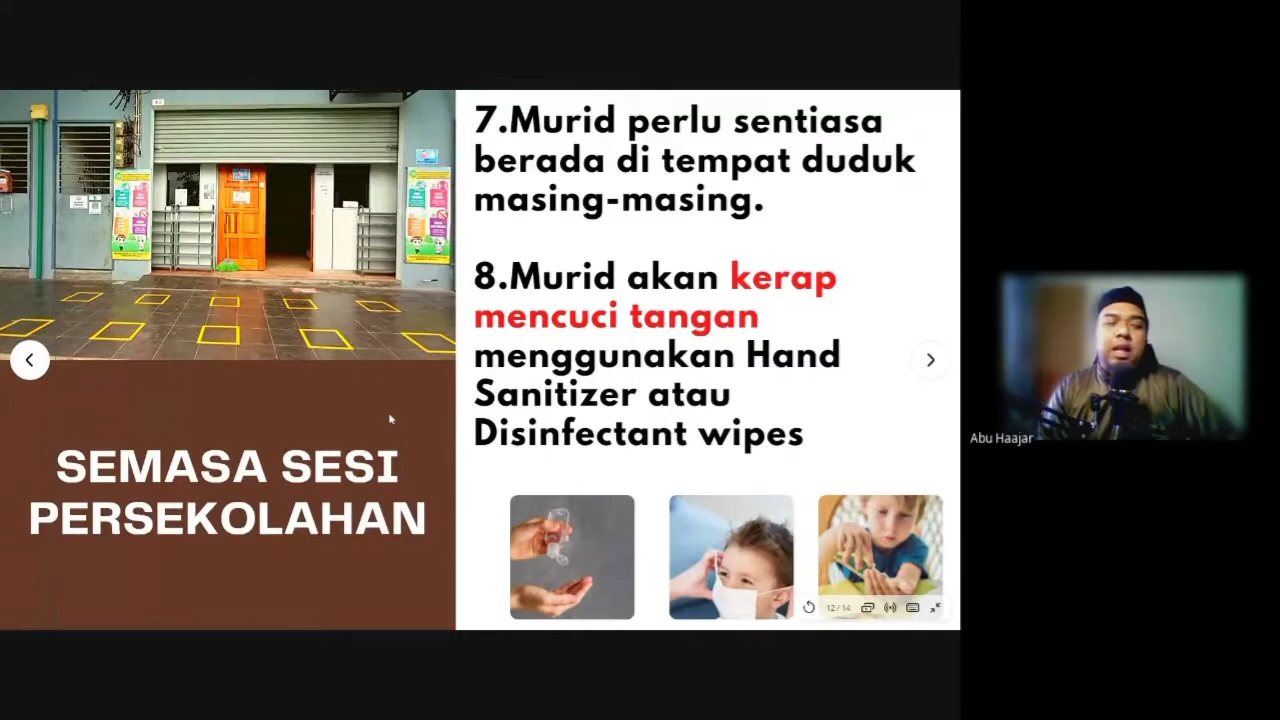 7.Murid perlu sentiasa
berada di tempat duduk
masing-masing.
8.Murid akan kerap
mencuci tangan
menggunakan Hand
Sanitizer atau
Disinfectant wipes
SEMASA SESI
PERSEKOLAHAN
12 / 14
Abu Haajar